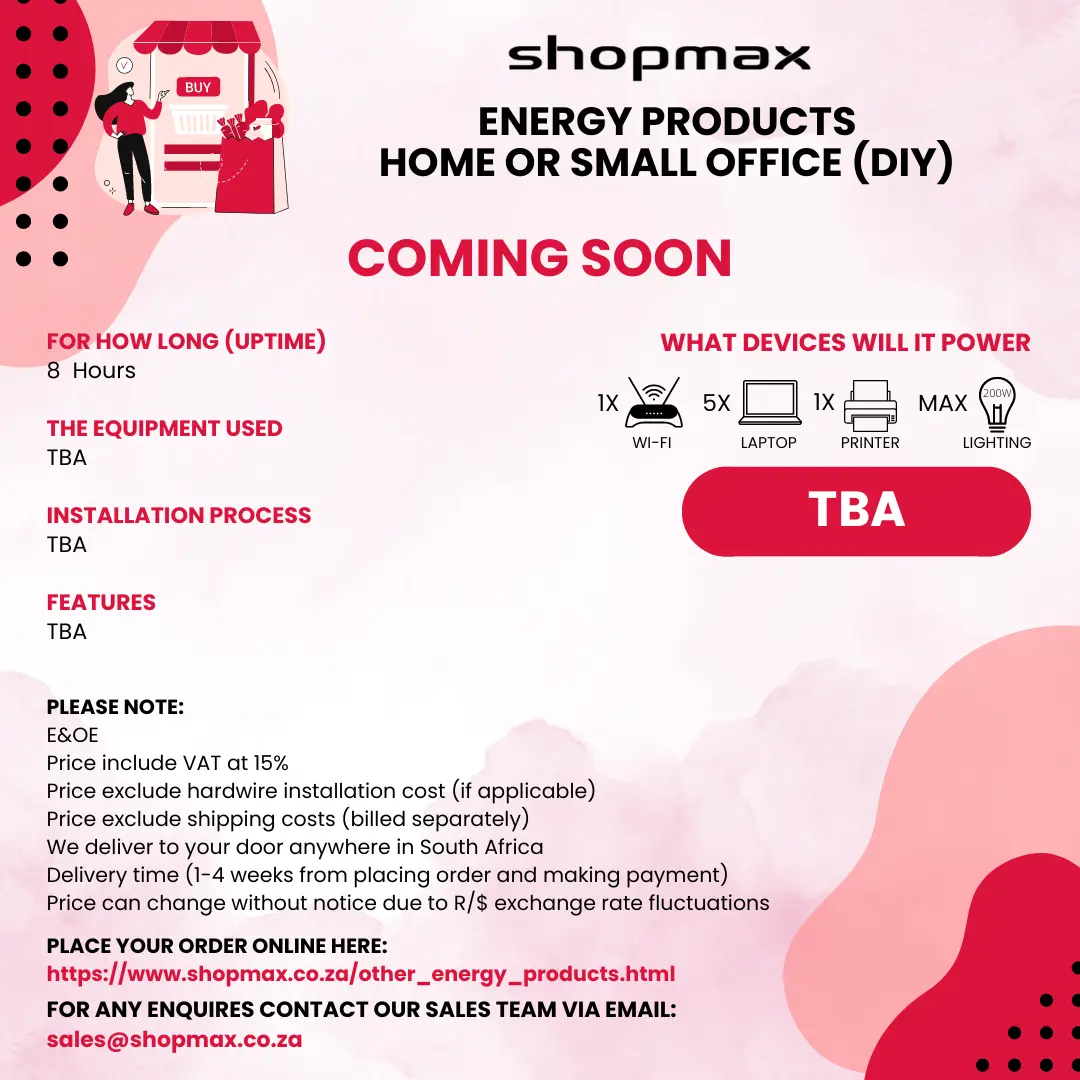 BUY
shopmax
ENERGY PRODUCTS
HOME OR SMALL OFFICE (DIY)
COMING SOON
FOR HOW LONG (UPTIME)
8 Hours
THE EQUIPMENT USED
TBA
INSTALLATION PROCESS
TBA
FEATURES
TBA
WHAT DEVICES WILL IT POWER
1X 5X 1X MAX 200W
WI-FI LAPTOP PRINTER LIGHTING
TBA
PLEASE NOTE:
E&OE
Price include VAT at 15%
Price exclude hardwire installation cost (if applicable)
Price exclude shipping costs (billed separately)
We deliver to your door anywhere in South Africa
Delivery time (1-4 weeks from placing order and making payment)
Price can change without notice due to R/$ exchange rate fluctuations
PLACE YOUR ORDER ONLINE HERE:
https://www.shopmax.co.za/other_energy_products.html
FOR ANY ENQUIRES CONTACT OUR SALES TEAM VIA EMAIL:
sales@shopmax.co.za